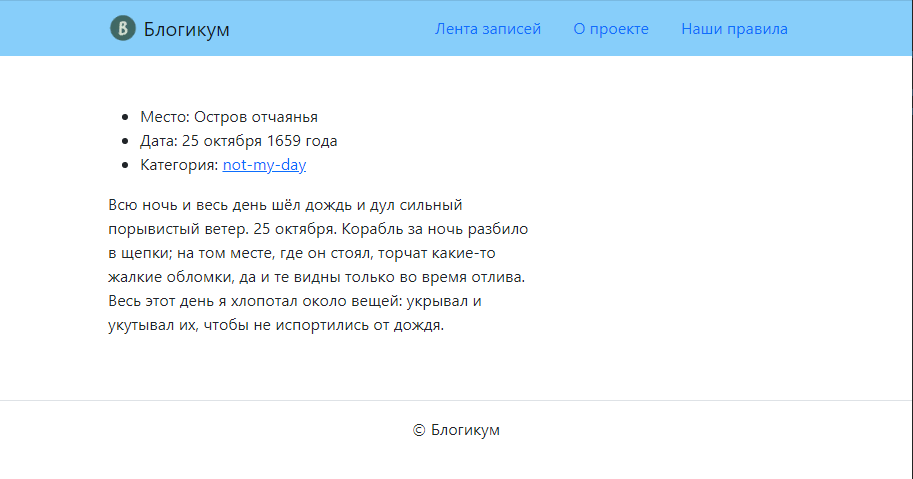 B Блогикум
Лента записей
О проекте
Наши правила
Место: Остров отчаянья
Дата: 25 октября 1659 года
Категория: not-my-day
Всю ночь и весь день шёл дождь и дул сильный
порывистый ветер. 25 октября. Корабль за ночь разбило
в щепки; на том месте, где он стоял, торчат какие-то
жалкие обломки, да и те видны только во время отлива.
Весь этот день я хлопотал около вещей: укрывал и
укутывал их, чтобы не испортились от дождя.
© Блогикум